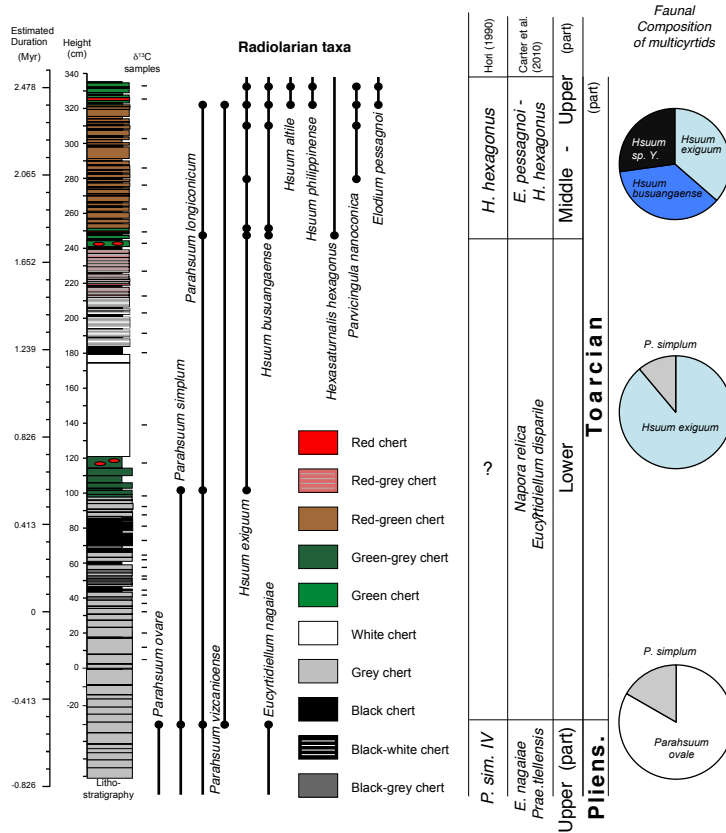 Estimated
Duration
(Myr)
Height
(cm)
δ¹³C
samples
Radiolarian taxa
Hori (1990)
Carter et al.
(2010)
(part)
Faunal
Composition
of multicyrtids
2.478
2.065
1.652
1.239
0.826
0.413
0
-0.413
-0.826
340
320
300
280
260
240
220
200
180
160
140
120
100
80
60
40
20
0
-20
Litho-
stratigraphy
Parahsuum ovare
Parahsuum simplum
Parahsuum longiconicum
Parahsuum vizcanioense
Hsuum exiguum
Hsuum busuangaense
Eucyrtidiellum nagaiae
Hsuum altile
Hsuum philippinense
Hexasaturnalis hexagonus
Parvicingula nanoconica
Elodium pessagnoi
Red chert
Red-grey chert
Red-green chert
Green-grey chert
Green chert
White chert
Grey chert
Black chert
Black-white chert
Black-grey chert
H. hexagonus
?
P. sim. IV
E. pessagnoi -
H. hexagonus
Napora relica
Eucyrtidiellum disparile
E. nagaiae
Prae.tlellensis
Middle - Upper
Lower
Upper (part)
(part)
Toarcian
Pliens.
Hsuum
sp. Y.
Hsuum
exiguum
Hsuum
busuangaense
P. simplum
Hsuum exiguum
P. simplum
Parahsuum
ovale